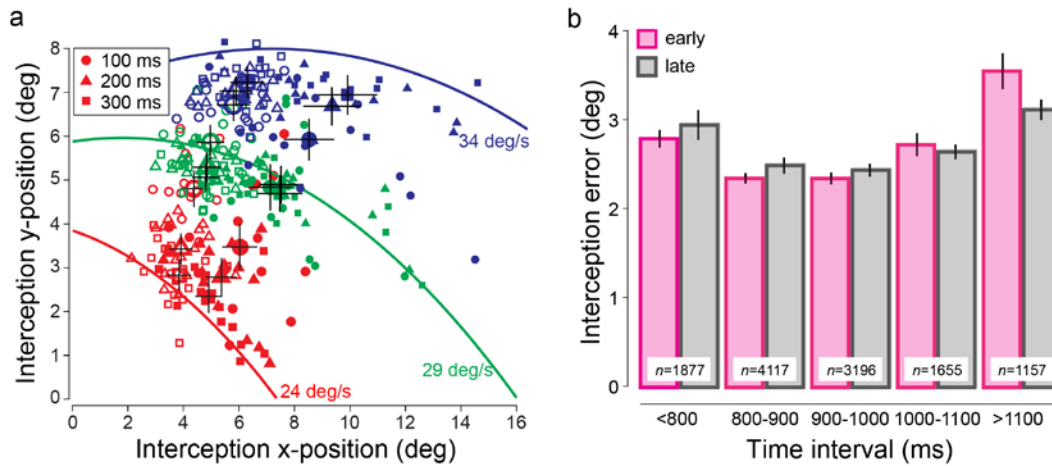 a
100 ms
200 ms
300 ms
34 deg/s
29 deg/s
24 deg/s
Interception y-position (deg)
0
1
2
3
4
5
6
7
8
0 2 4 6 8 10 12 14 16
Interception x-position (deg)
b
early
late
Interception error (deg)
4
3
2
1
0
n=1877 n=4117 n=3196 n=1655 n=1157
<800 800-900 900-1000 1000-1100 >1100
Time interval (ms)